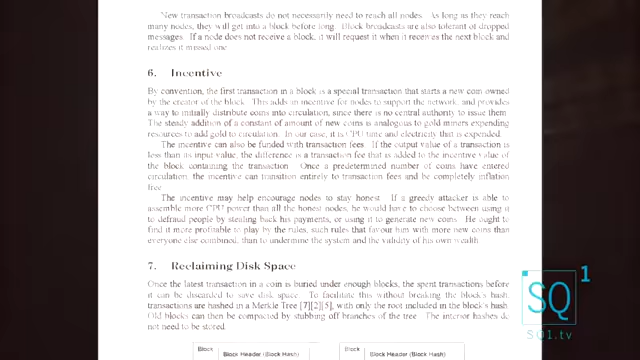 New transaction broadcasts do not necessarily need to reach all nodes. As long as they reach
many nodes, they will get into a block before long. Block broadcasts are also tolerant of dropped
messages. If a node does not receive a block, it will request it when it receives the next block and
realizes it missed one.
6. Incentive
By convention, the first transaction in a block is a special transaction that starts a new coin owned
by the creator of the block. This adds an incentive for nodes to support the network, and provides
a way to initially distribute coins into circulation, since there is no central authority to issue them.
The steady addition of a constant of amount of new coins is analogous to gold miners expending
resources to add gold to circulation. In our case, it is CPU time and electricity that is expended.
The incentive can also be funded with transaction fees. If the output value of a transaction is
less than its input value, the difference is a transaction fee that is added to the incentive value of
the block containing the transaction. Once a predetermined number of coins have entered
circulation, the incentive can transition entirely to transaction fees and be completely inflation
free.
The incentive may help encourage nodes to stay honest. If a greedy attacker is able to
assemble more CPU power than all the honest nodes, he would have to choose between using it
to defraud people by stealing back his payments, or using it to generate new coins. He ought to
find it more profitable to play by the rules, such rules that favour him with more new coins than
everyone else combined, than to undermine the system and the validity of his own wealth.
7. Reclaiming Disk Space
Once the latest transaction in a coin is buried under enough blocks, the spent transactions before
it can be discarded to save disk space. To facilitate this without breaking the block's hash,
transactions are hashed in a Merkle Tree [7][2][5], with only the root included in the block's hash.
Old blocks can then be compacted by stubbing off branches of the tree. The interior hashes do
not need to be stored.
Block
Block Header (Block Hash)
Block
Block Header (Block Hash)
SQ1
SQ1.tv